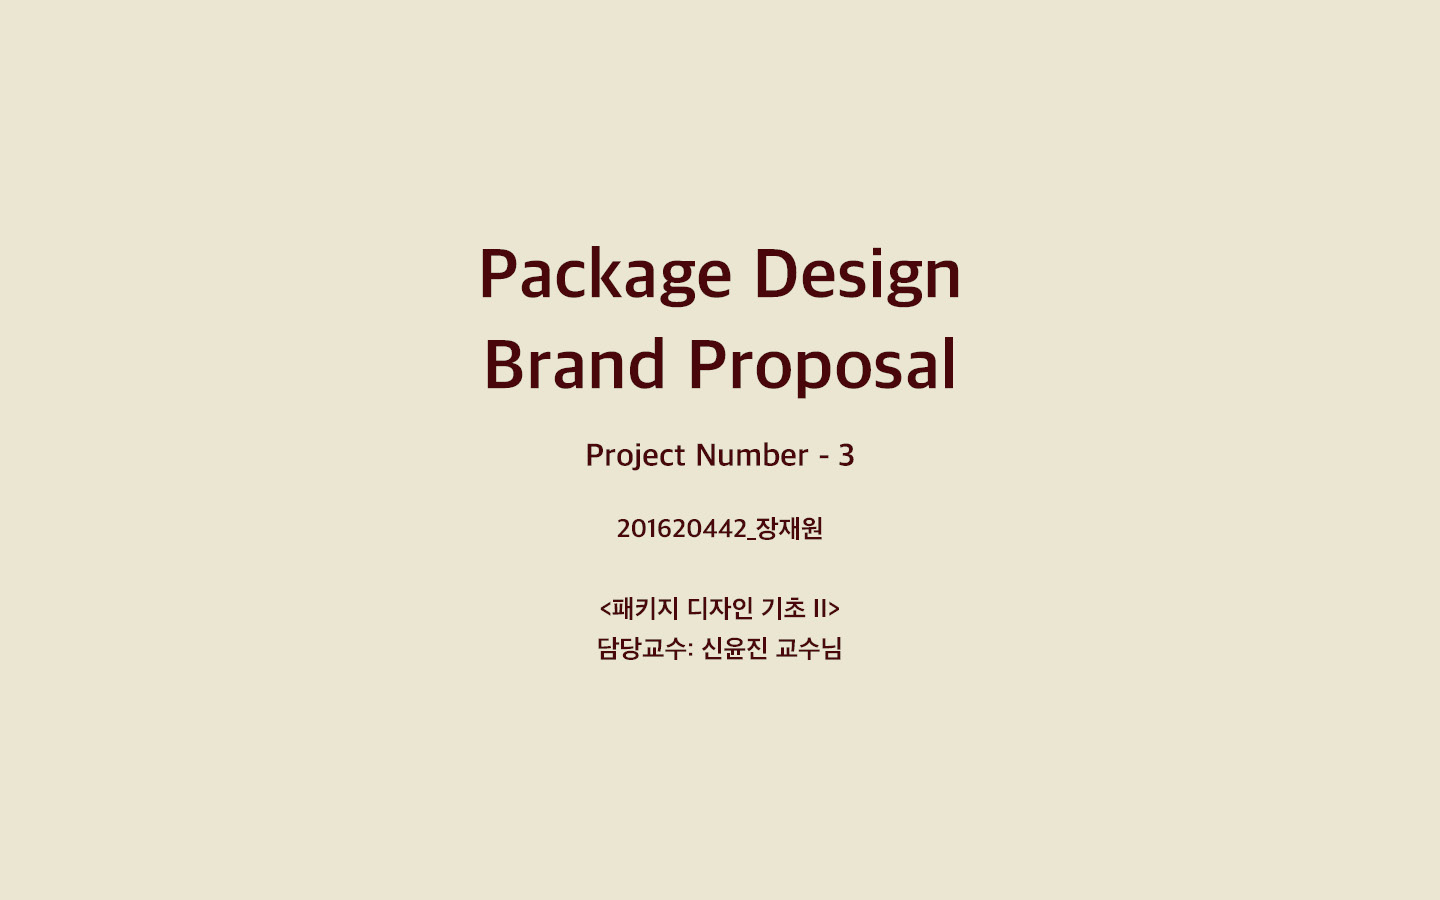 Package Design
Brand Proposal
Project Number - 3
201620442_장재원
<패키지 디자인 기초 II>
담당교수: 신윤진 교수님